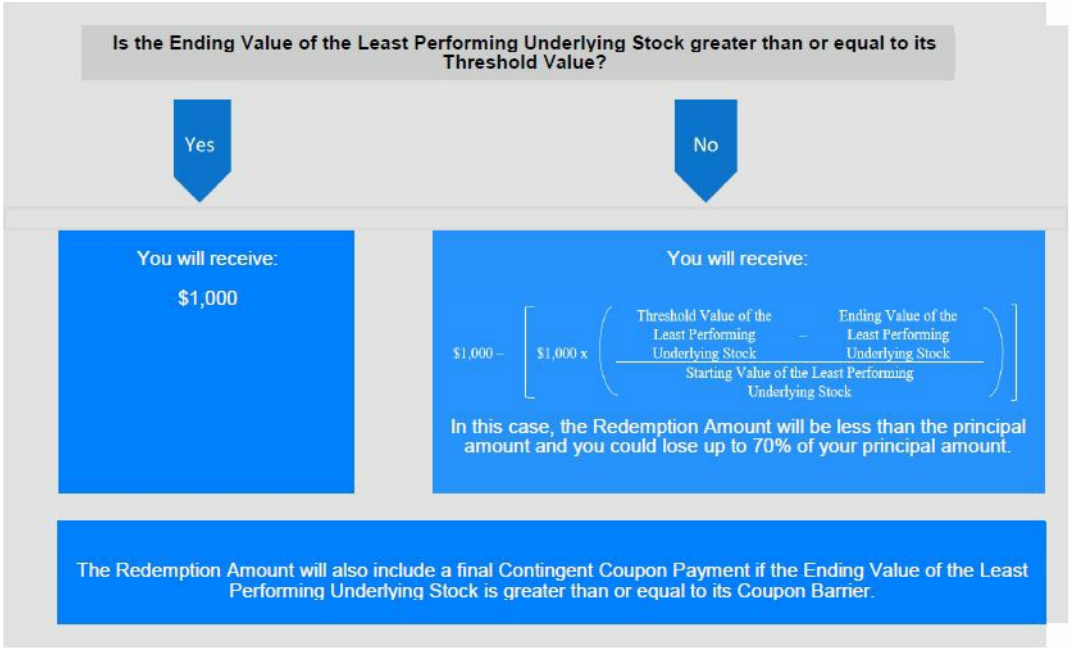 Is the Ending Value of the Least Performing Underlying Stock greater than or equal to its
Threshold Value?
Yes
No
You will receive:
$1,000
You will receive:
$1,000 – [ $1,000 x ( Threshold Value of the Least Performing Underlying Stock – Ending Value of the Least Performing Underlying Stock
Starting Value of the Least Performing
Underlying Stock ) ]
In this case, the Redemption Amount will be less than the principal
amount and you could lose up to 70% of your principal amount.
The Redemption Amount will also include a final Contingent Coupon Payment if the Ending Value of the Least
Performing Underlying Stock is greater than or equal to its Coupon Barrier.